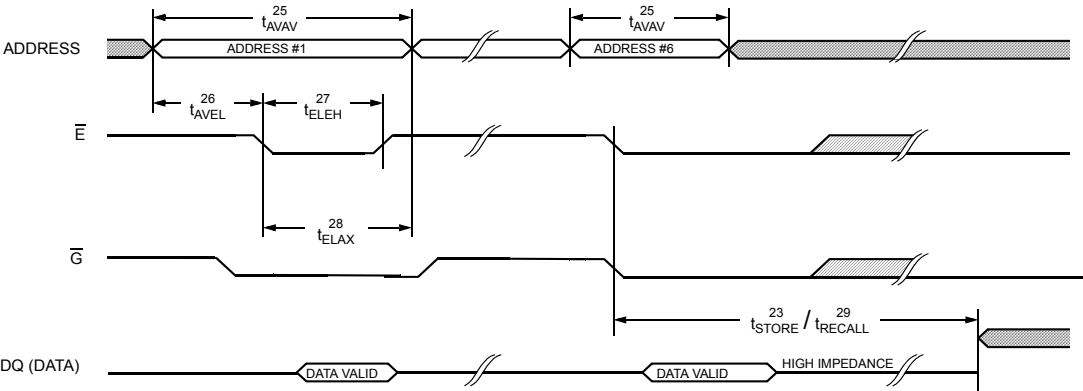 25 25
tAVAV tAVAV
ADDRESS ADDRESS #1 ADDRESS #6
26 27
tAVEL tELEH
E
28
tELAX
G
23 29
tSTORE / tRECALL
DQ (DATA) DATA VALID DATA VALID HIGH IMPEDANCE